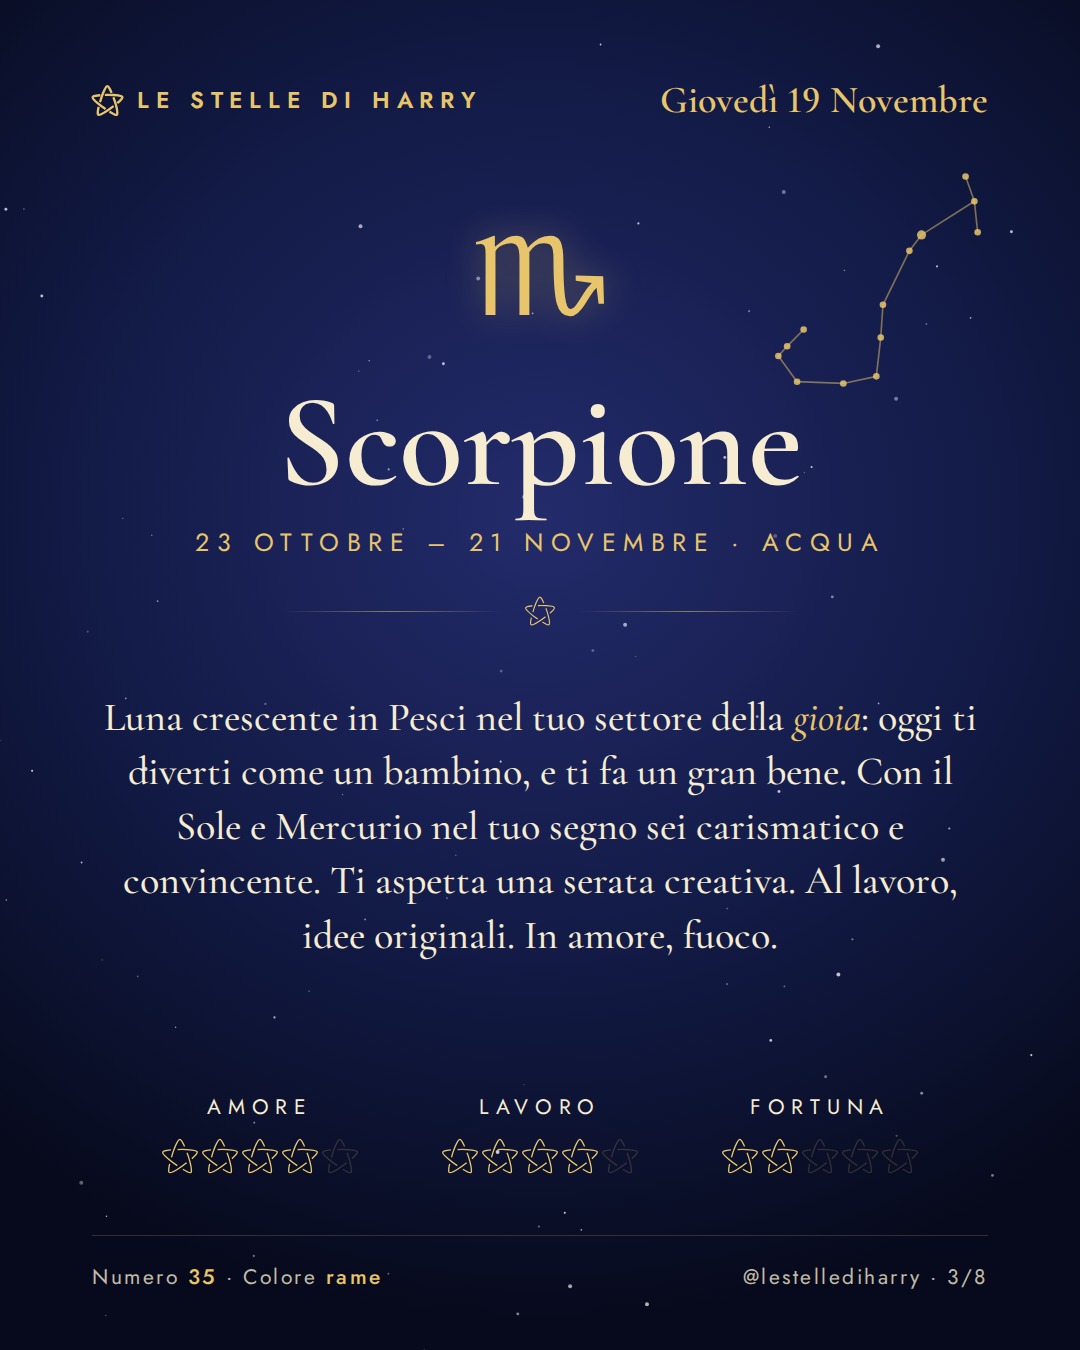 LE STELLE DI HARRY
Giovedì 19 Novembre
♏
Scorpione
23 OTTOBRE – 21 NOVEMBRE · ACQUA
Luna crescente in Pesci nel tuo settore della gioia: oggi ti
diverti come un bambino, e ti fa un gran bene. Con il
Sole e Mercurio nel tuo segno sei carismatico e
convincente. Ti aspetta una serata creativa. Al lavoro,
idee originali. In amore, fuoco.
AMORE
LAVORO
FORTUNA
Numero 35 · Colore rame
@lestellediharry · 3/8